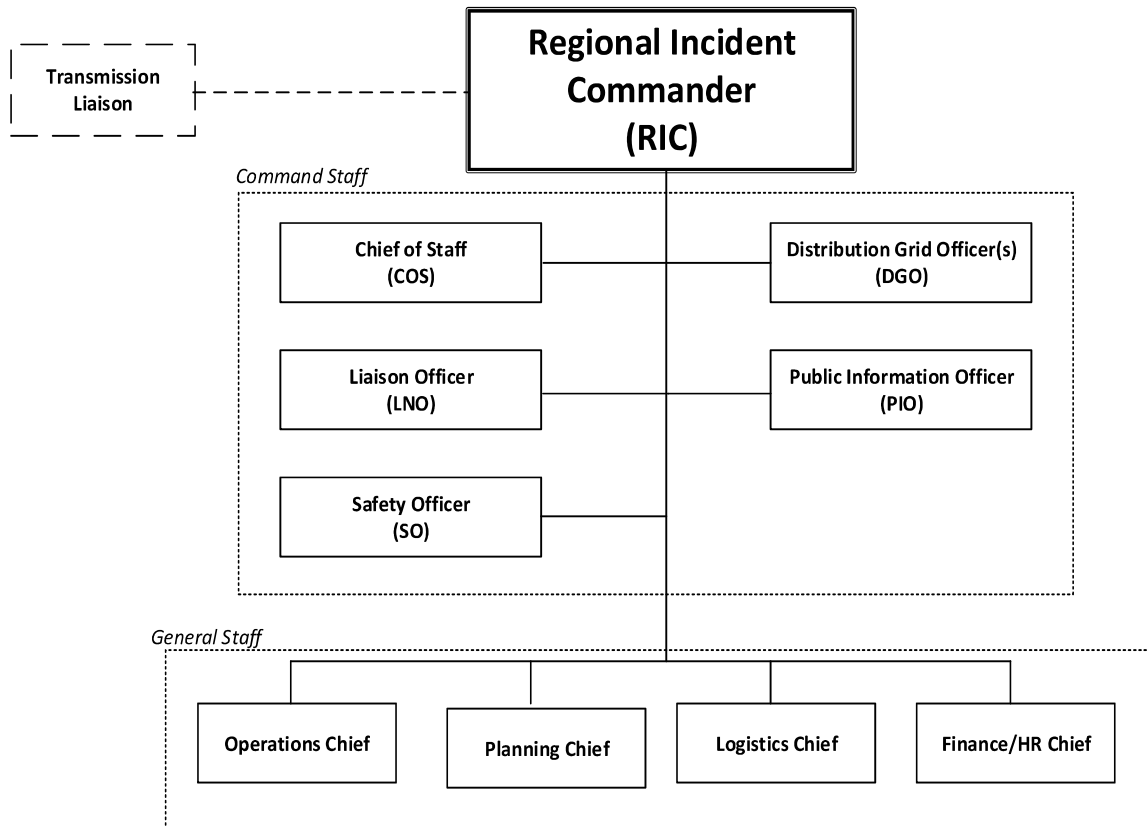 Transmission
Liaison
Regional Incident
Commander
(RIC)
Command Staff
Chief of Staff
(COS)
Distribution Grid Officer(s)
(DGO)
Liaison Officer
(LNO)
Public Information Officer
(PIO)
Safety Officer
(SO)
General Staff
Operations Chief
Planning Chief
Logistics Chief
Finance/HR Chief